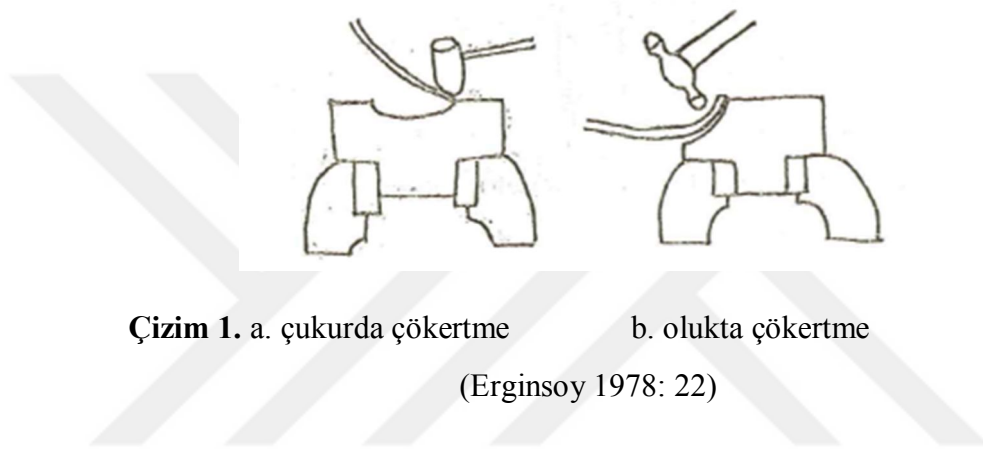 Çizim 1. a. çukurda çökertme b. olukta çökertme
(Erginsoy 1978: 22)